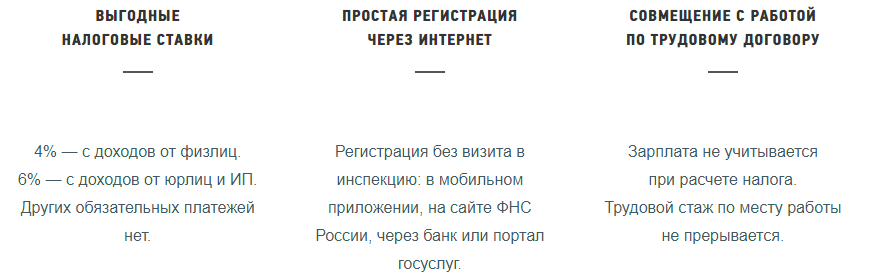 ВЫГОДНЫЕ
НАЛОГОВЫЕ СТАВКИ
4% — с доходов от физлиц.
6% — с доходов от юрлиц и ИП.
Других обязательных платежей
нет.
ПРОСТАЯ РЕГИСТРАЦИЯ
ЧЕРЕЗ ИНТЕРНЕТ
Регистрация без визита в
инспекцию: в мобильном
приложении, на сайте ФНС
России, через банк или портал
госуслуг.
СОВМЕЩЕНИЕ С РАБОТОЙ
ПО ТРУДОВОМУ ДОГОВОРУ
Зарплата не учитывается
при расчете налога.
Трудовой стаж по месту работы
не прерывается.